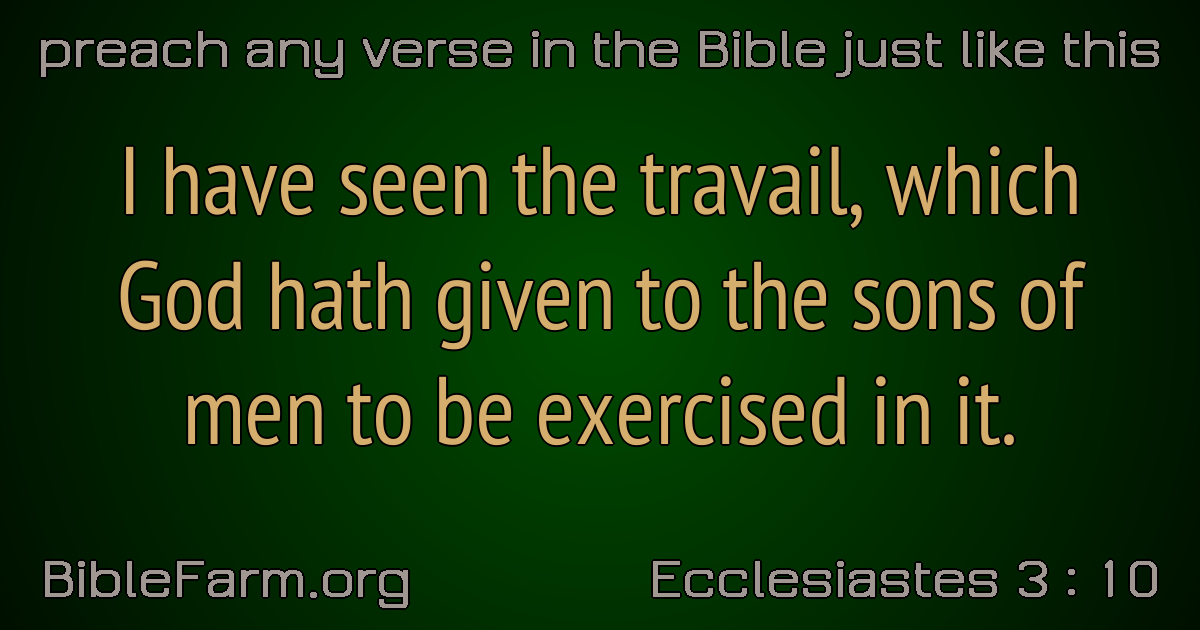 preach any verse in the Bible just like this
I have seen the travail, which
God hath given to the sons of
men to be exercised in it.
BibleFarm.org
Ecclesiastes 3 : 10